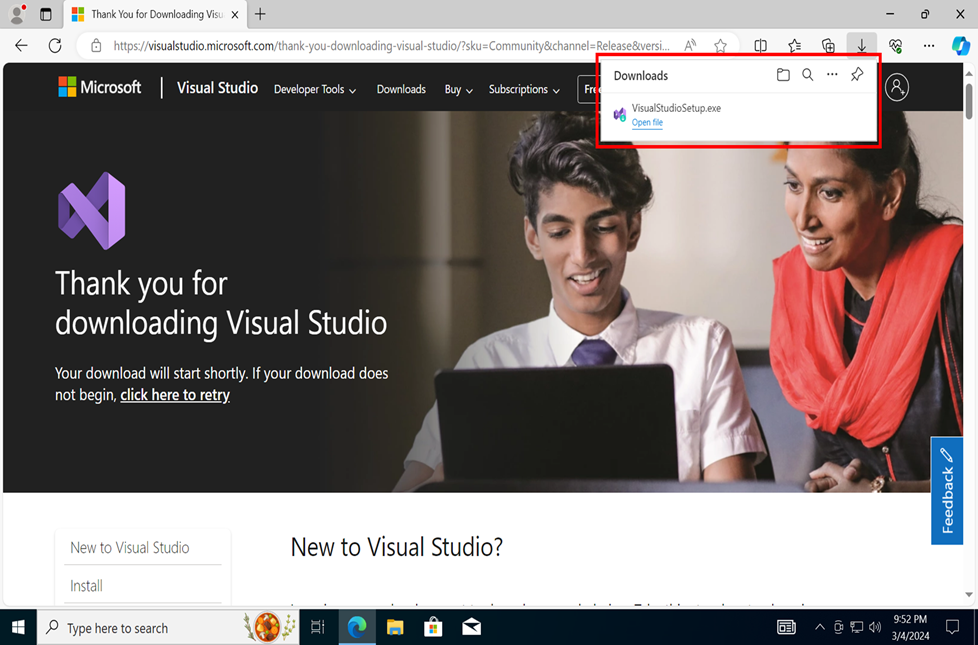 Thank You for Downloading Visu
https://visualstudio.microsoft.com/thank-you-downloading-visual-studio/?sku=Community&channel=Release&versi...
Downloads
VisualStudioSetup.exe
Open file
Microsoft
Visual Studio
Developer Tools
Downloads
Buy
Subscriptions
Thank you for
downloading Visual Studio
Your download will start shortly. If your download does
not begin, click here to retry
Feedback
New to Visual Studio
Install
New to Visual Studio?
Type here to search
9:52 PM
3/4/2024